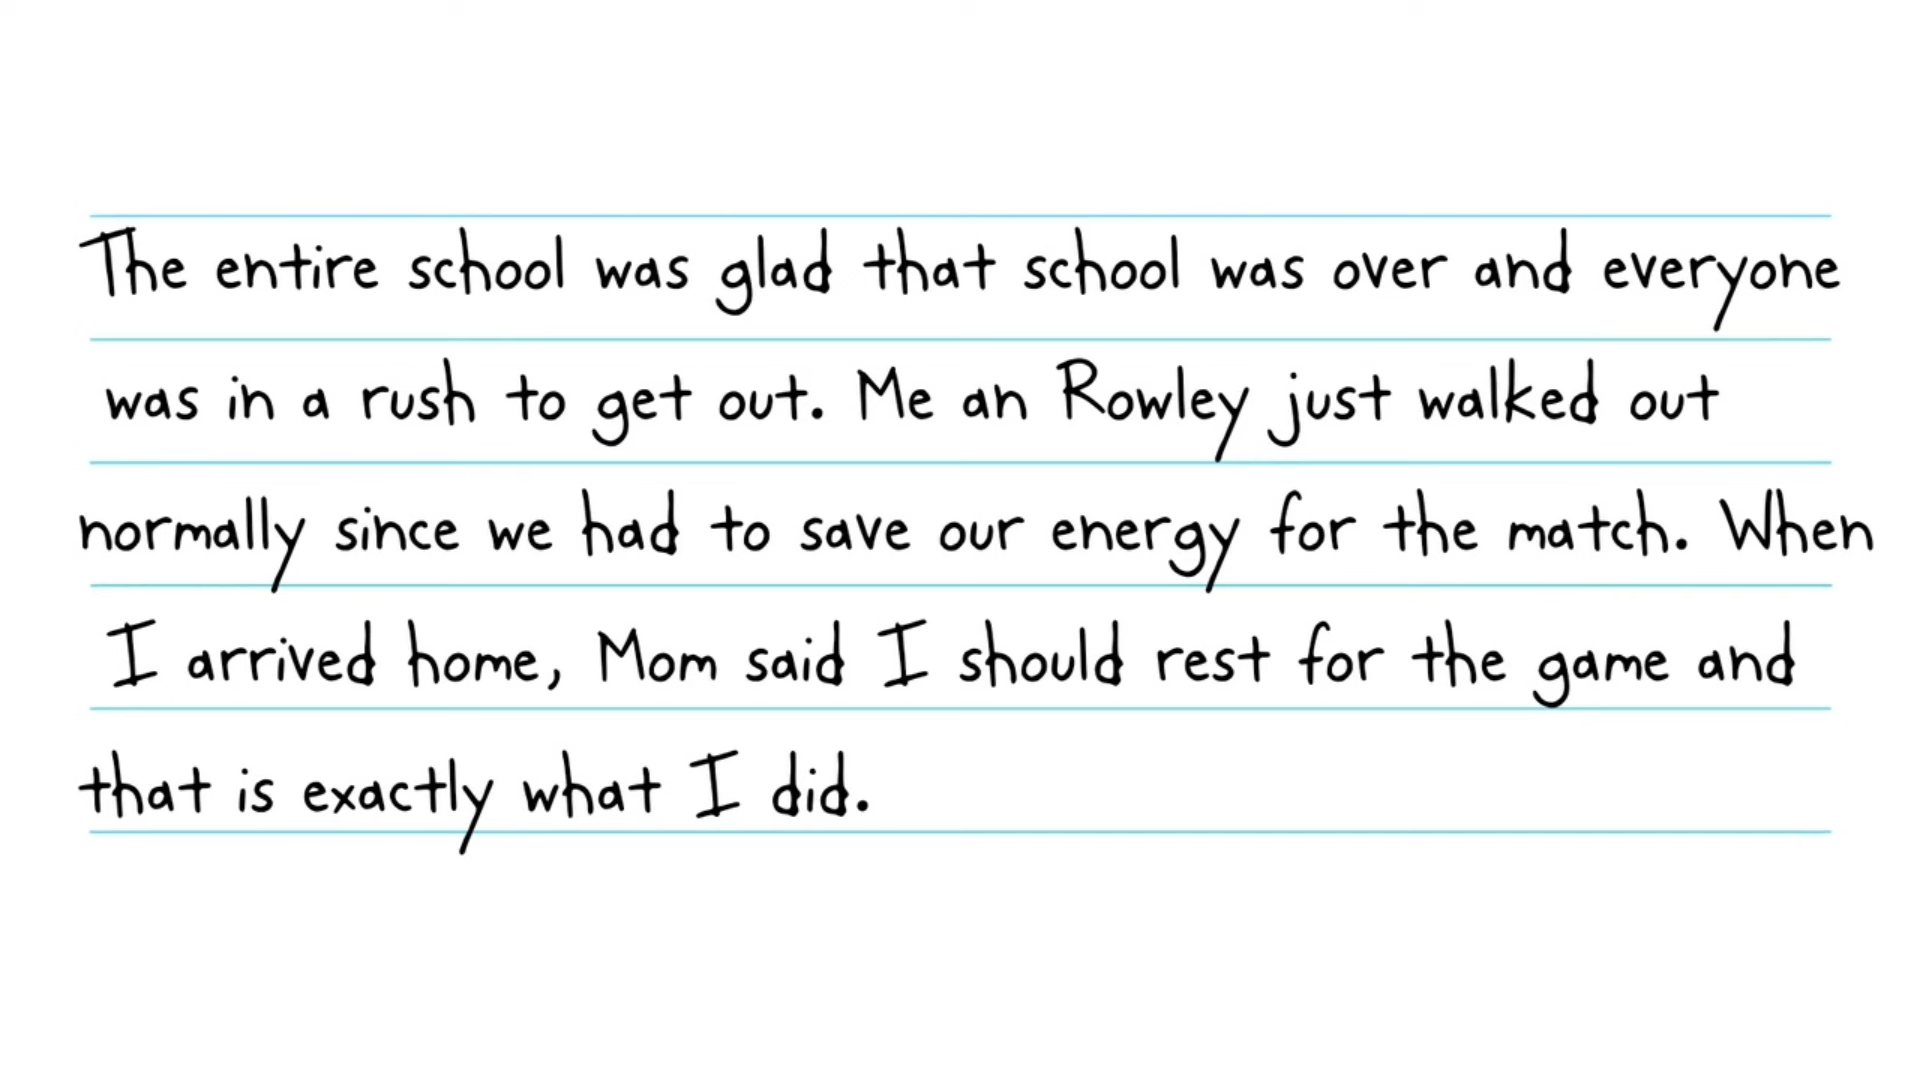 The entire school was glad that school was over and everyone
was in a rush to get out. Me an Rowley just walked out
normally since we had to save our energy for the match. When
I arrived home, Mom said I should rest for the game and
that is exactly what I did.